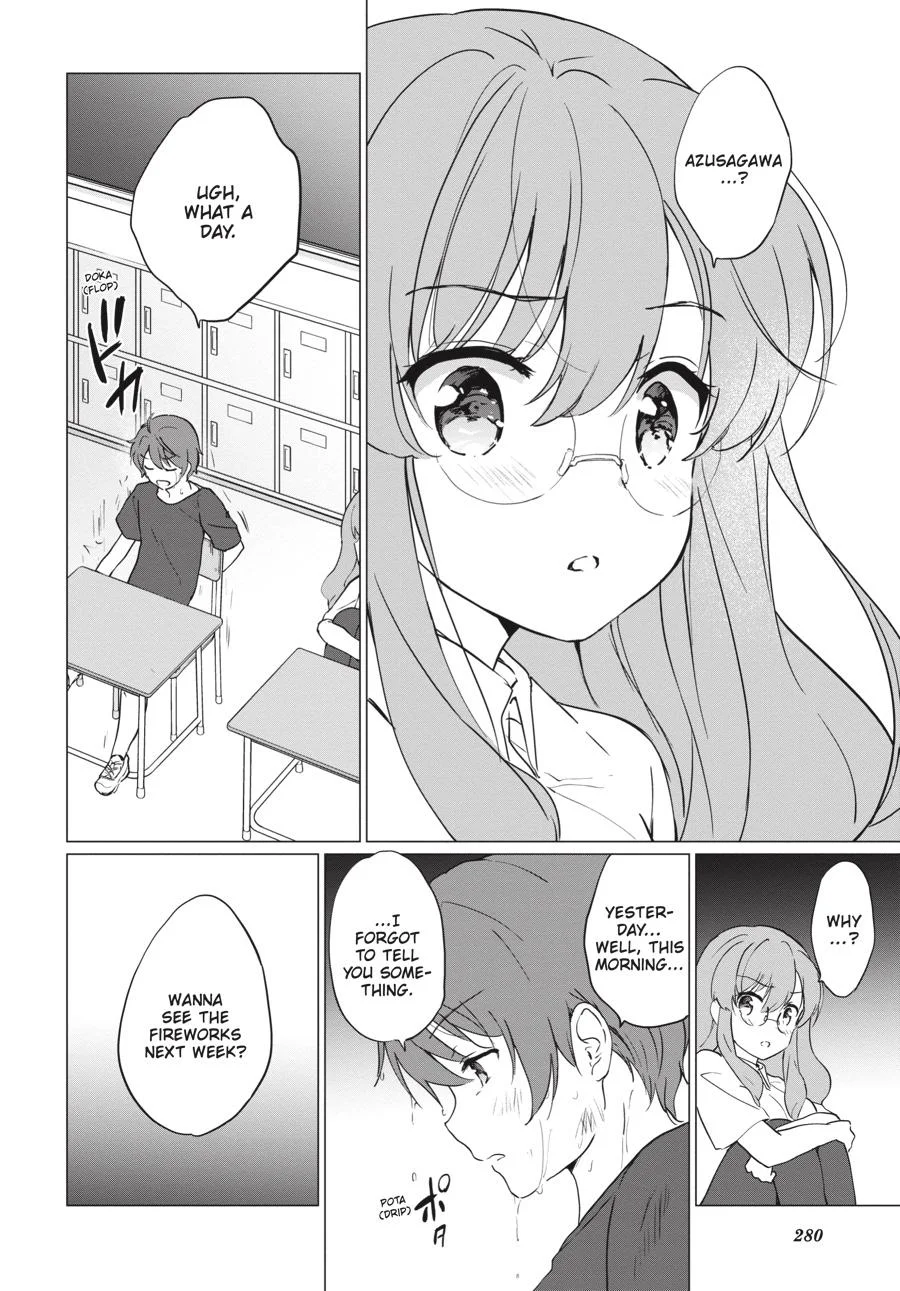 AZUSAGAWA
...?
UGH,
WHAT A
DAY.
DOKA
(FLOP)
ドカ
WHY
...?
YESTER-
DAY...
WELL, THIS
MORNING...
...I
FORGOT
TO TELL
YOU SOME-
THING.
POTA
(DRIP)
ポタ
WANNA
SEE THE
FIREWORKS
NEXT WEEK?
280